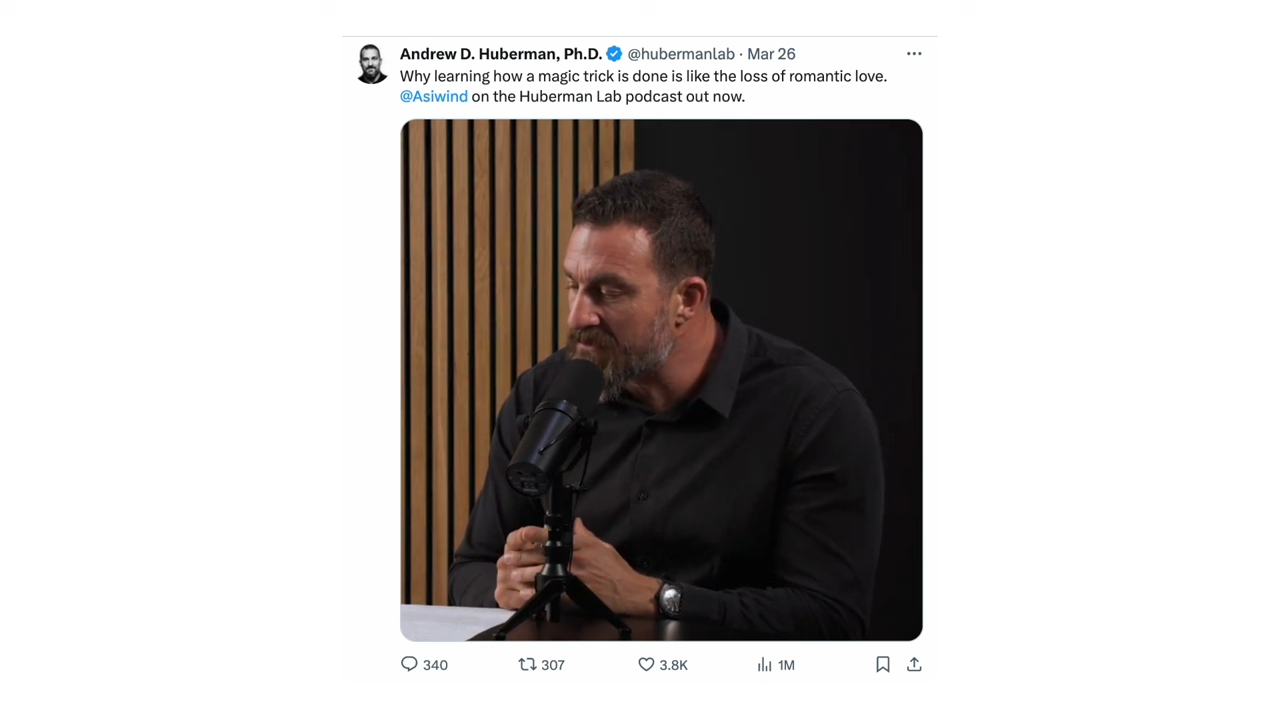 Andrew D. Huberman, Ph.D. @hubermanlab · Mar 26
Why learning how a magic trick is done is like the loss of romantic love.
@Asiwind on the Huberman Lab podcast out now.
340 307 3.8K 1M